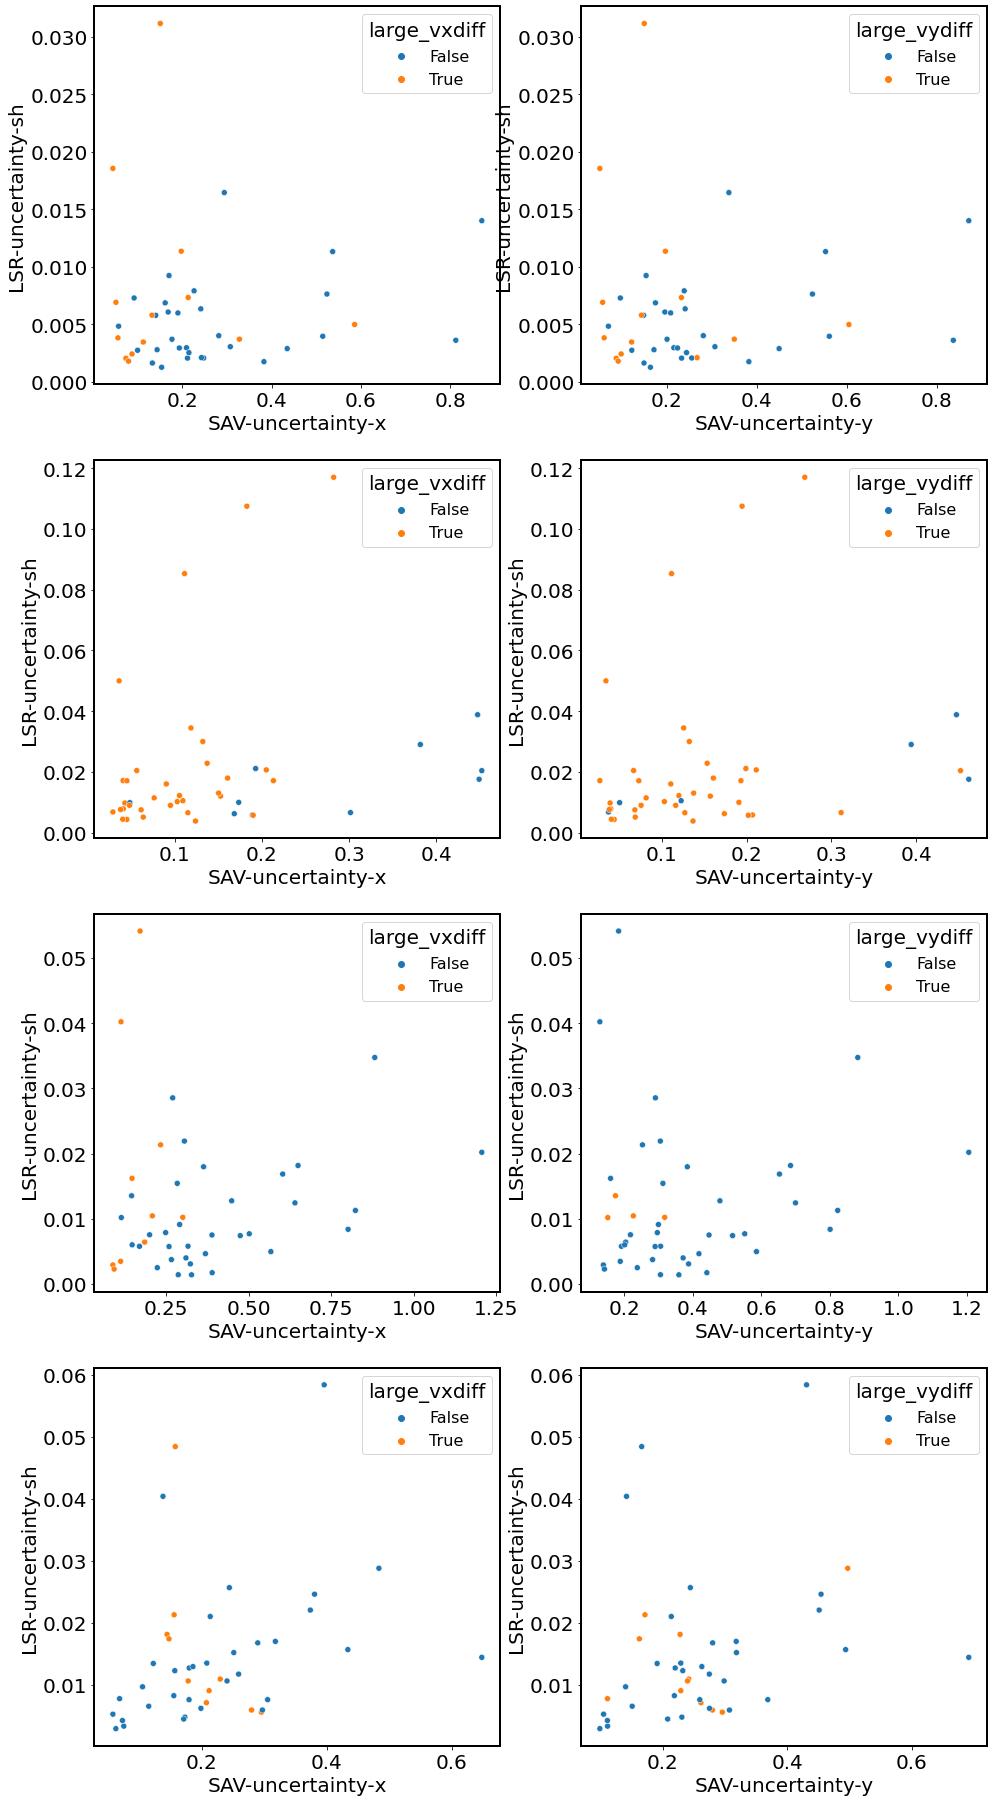 large_vxdiff
False
True
0.030
0.025
0.020
0.015
0.010
0.005
0.000
LSR-uncertainty-sh
0.2
0.4
0.6
0.8
SAV-uncertainty-x
large_vydiff
False
True
0.030
0.025
0.020
0.015
0.010
0.005
0.000
LSR-uncertainty-sh
0.2
0.4
0.6
0.8
SAV-uncertainty-y
large_vxdiff
False
True
0.12
0.10
0.08
0.06
0.04
0.02
0.00
LSR-uncertainty-sh
0.1
0.2
0.3
0.4
SAV-uncertainty-x
large_vydiff
False
True
0.12
0.10
0.08
0.06
0.04
0.02
0.00
LSR-uncertainty-sh
0.1
0.2
0.3
0.4
SAV-uncertainty-y
large_vxdiff
False
True
0.05
0.04
0.03
0.02
0.01
0.00
LSR-uncertainty-sh
0.25
0.50
0.75
1.00
1.25
SAV-uncertainty-x
large_vydiff
False
True
0.05
0.04
0.03
0.02
0.01
0.00
LSR-uncertainty-sh
0.2
0.4
0.6
0.8
1.0
1.2
SAV-uncertainty-y
large_vxdiff
False
True
0.06
0.05
0.04
0.03
0.02
0.01
LSR-uncertainty-sh
0.2
0.4
0.6
SAV-uncertainty-x
large_vydiff
False
True
0.06
0.05
0.04
0.03
0.02
0.01
LSR-uncertainty-sh
0.2
0.4
0.6
SAV-uncertainty-y